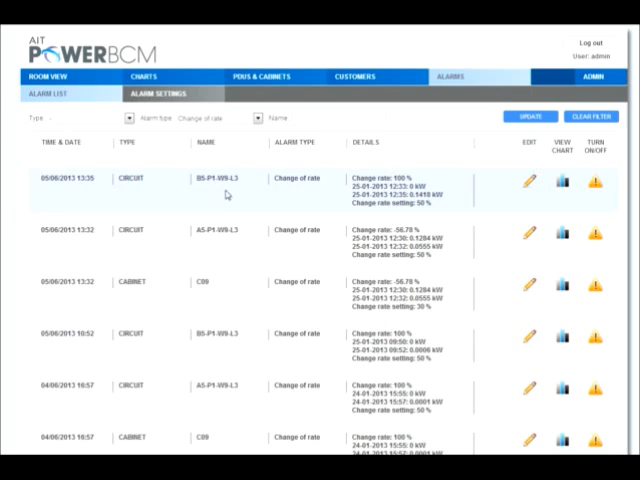 AIT
POWERBCM
Log out
User: admin
ROOM VIEW CHARTS PDUS & CABINETS CUSTOMERS ALARMS ADMIN
ALARM LIST ALARM SETTINGS
Type - Alarm type Change of rate Name UPDATE CLEAR FILTER
TIME & DATE TYPE NAME ALARM TYPE DETAILS EDIT VIEW CHART TURN ON/OFF
05/06/2013 13:35 CIRCUIT B5-P1-W9-L3 Change of rate Change rate: 100 %
25-01-2013 12:33: 0 kW
25-01-2013 12:35: 0.1418 kW
Change rate setting: 50 %
05/06/2013 13:32 CIRCUIT A5-P1-W9-L3 Change of rate Change rate: -56.78 %
25-01-2013 12:30: 0.1284 kW
25-01-2013 12:32: 0.0555 kW
Change rate setting: 50 %
05/06/2013 13:32 CABINET C09 Change of rate Change rate: -56.78 %
25-01-2013 12:30: 0.1284 kW
25-01-2013 12:32: 0.0555 kW
Change rate setting: 30 %
05/06/2013 10:52 CIRCUIT B5-P1-W9-L3 Change of rate Change rate: 100 %
25-01-2013 09:50: 0 kW
25-01-2013 09:52: 0.0006 kW
Change rate setting: 50 %
04/06/2013 16:57 CIRCUIT A5-P1-W9-L3 Change of rate Change rate: 100 %
24-01-2013 15:55: 0 kW
24-01-2013 15:57: 0.0001 kW
Change rate setting: 50 %
04/06/2013 16:57 CABINET C09 Change of rate Change rate: 100 %
24-01-2013 15:55: 0 kW